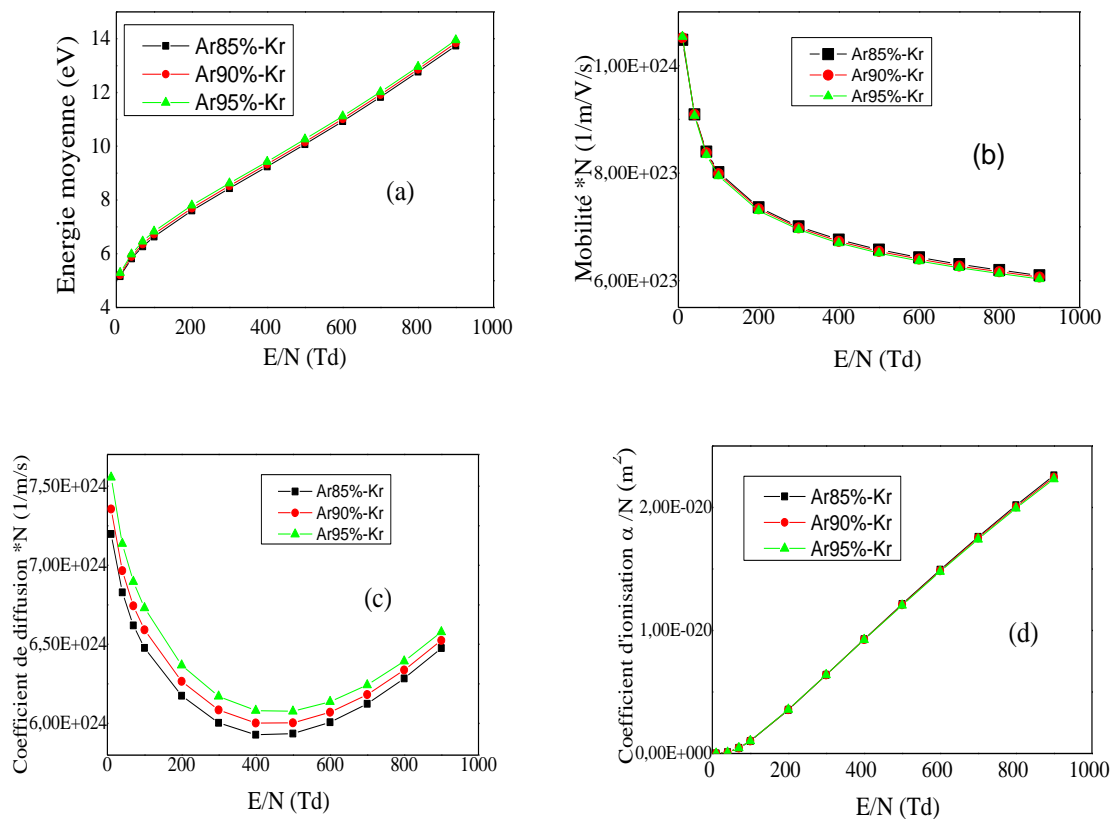 Energie moyenne (eV)
14
12
10
8
6
4
0
200
400
600
800
1000
E/N (Td)
Ar85%-Kr
Ar90%-Kr
Ar95%-Kr
(a)
Mobilité *N (1/m/V/s)
1,00E+024
8,00E+023
6,00E+023
0
200
400
600
800
1000
E/N (Td)
Ar85%-Kr
Ar90%-Kr
Ar95%-Kr
(b)
Coefficient de diffusion *N (1/m/s)
7,50E+024
7,00E+024
6,50E+024
6,00E+024
0
200
400
600
800
1000
E/N (Td)
Ar85%-Kr
Ar90%-Kr
Ar95%-Kr
(c)
Coefficient d'ionisation α /N (m²)
2,00E-020
1,00E-020
0,00E+000
0
200
400
600
800
1000
E/N (Td)
Ar85%-Kr
Ar90%-Kr
Ar95%-Kr
(d)